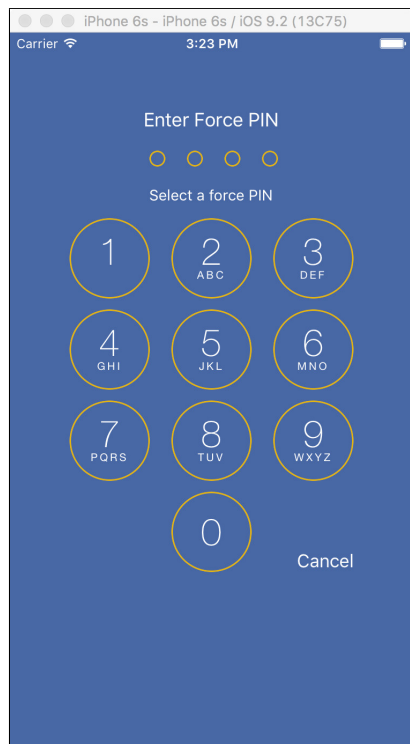 iPhone 6s - iPhone 6s / iOS 9.2 (13C75)
Carrier 3:23 PM
Enter Force PIN
Select a force PIN
1 2 3
ABC DEF
4 5 6
GHI JKL MNO
7 8 9
PQRS TUV WXYZ
0
Cancel